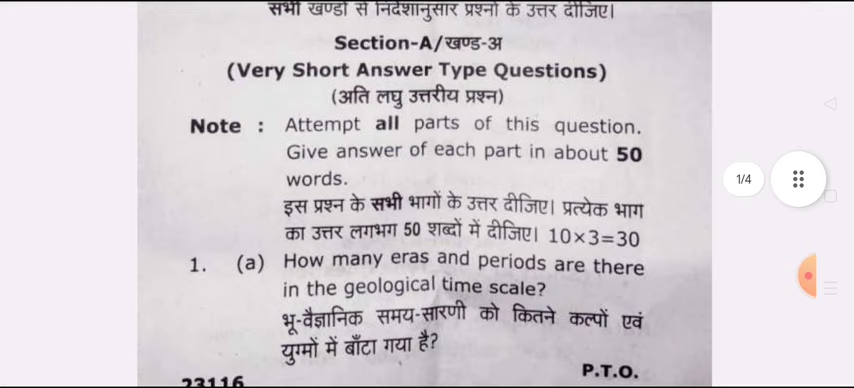 सभी खण्डों से निर्देशानुसार प्रश्नों के उत्तर दीजिए।
Section-A/खण्ड-अ
(Very Short Answer Type Questions)
(अति लघु उत्तरीय प्रश्न)
Note : Attempt all parts of this question.
Give answer of each part in about 50
words.
इस प्रश्न के सभी भागों के उत्तर दीजिए। प्रत्येक भाग
का उत्तर लगभग 50 शब्दों में दीजिए। 10×3=30
1. (a) How many eras and periods are there
in the geological time scale?
भू-वैज्ञानिक समय-सारणी को कितने कल्पों एवं
युग्मों में बाँटा गया है?
P.T.O.
23116
1/4